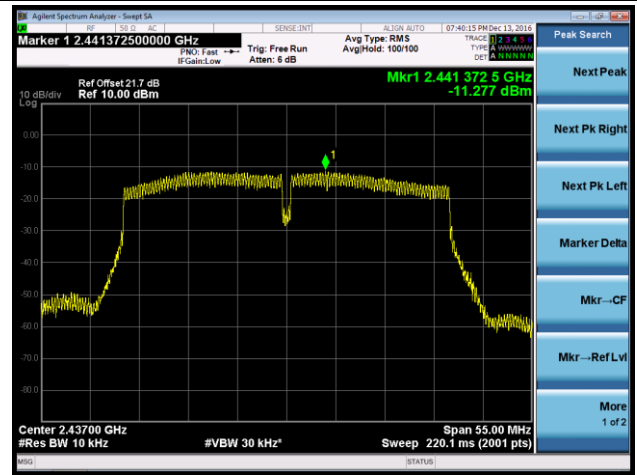 Agilent Spectrum Analyzer - Swept SA
RF 50 Ω AC SENSE:INT ALIGN AUTO 07:40:15 PM Dec 13, 2016
Marker 1 2.441372500000 GHz
PNO: Fast
IFGain:Low
Trig: Free Run
Atten: 6 dB
Avg Type: RMS
Avg|Hold: 100/100
TRACE 1 2 3 4 5 6
TYPE A WWWWW
DET A N N N N N
Peak Search
Next Peak
Next Pk Right
Next Pk Left
Marker Delta
Mkr→CF
Mkr→Ref Lvl
More
1 of 2
Ref Offset 21.7 dB
10 dB/div Ref 10.00 dBm
Log
Mkr1 2.441 372 5 GHz
-11.277 dBm
1
0.00
-10.0
-20.0
-30.0
-40.0
-50.0
-60.0
-70.0
-80.0
Center 2.43700 GHz Span 55.00 MHz
#Res BW 10 kHz #VBW 30 kHz* Sweep 220.1 ms (2001 pts)
MSG STATUS